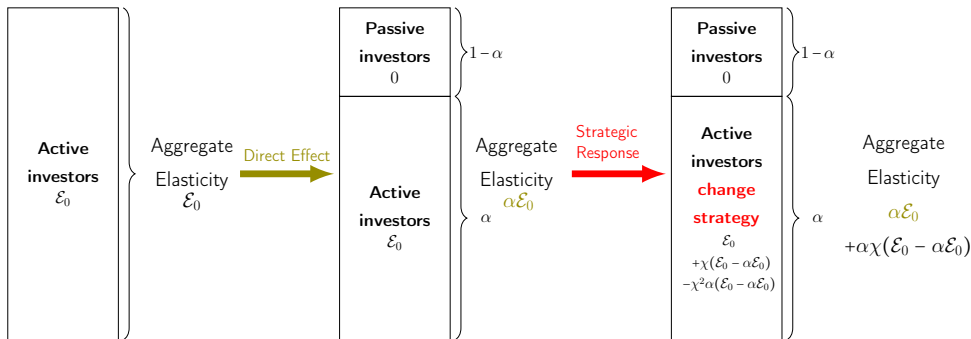 Active
investors
ℰ₀
Aggregate
Elasticity
ℰ₀
Direct Effect
Passive
investors
0
1−α
Active
investors
ℰ₀
α
Aggregate
Elasticity
αℰ₀
Strategic
Response
Passive
investors
0
1−α
Active
investors
change
strategy
ℰ₀
+χ(ℰ₀ − αℰ₀)
−χ²α(ℰ₀ − αℰ₀)
α
Aggregate
Elasticity
αℰ₀
+αχ(ℰ₀ − αℰ₀)